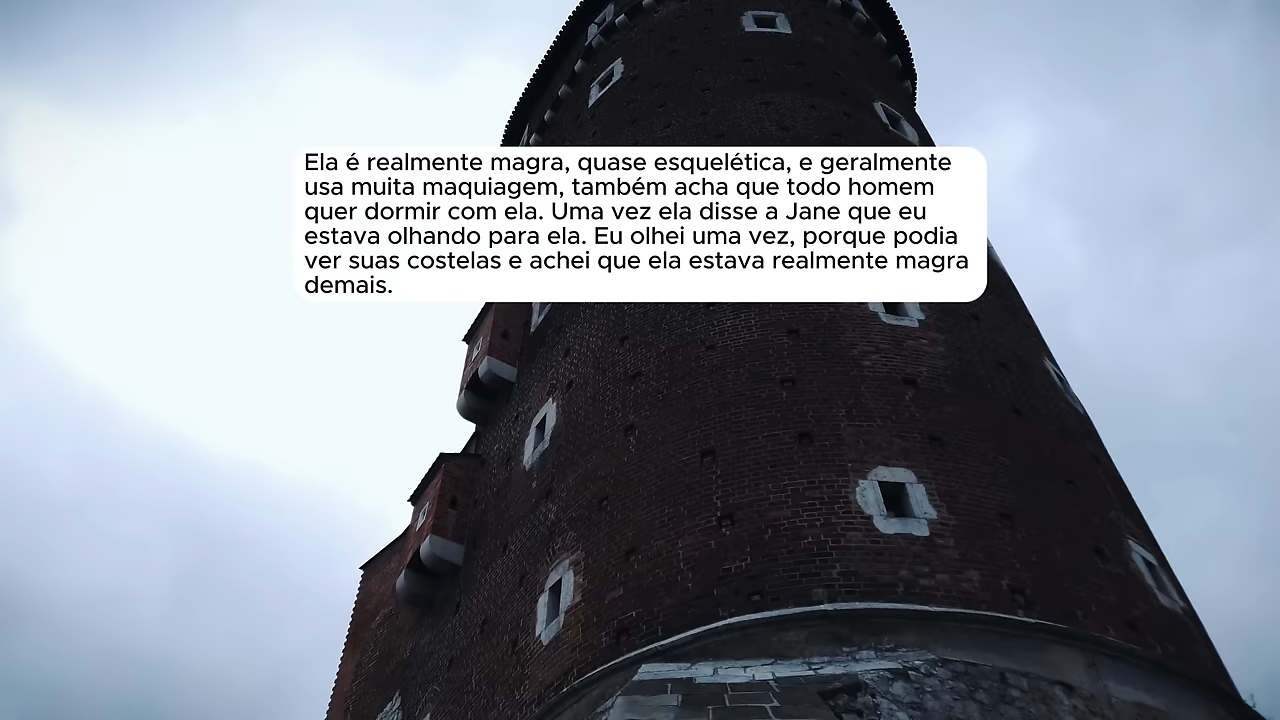 Ela é realmente magra, quase esquelética, e geralmente
usa muita maquiagem, também acha que todo homem
quer dormir com ela. Uma vez ela disse a Jane que eu
estava olhando para ela. Eu olhei uma vez, porque podia
ver suas costelas e achei que ela estava realmente magra
demais.